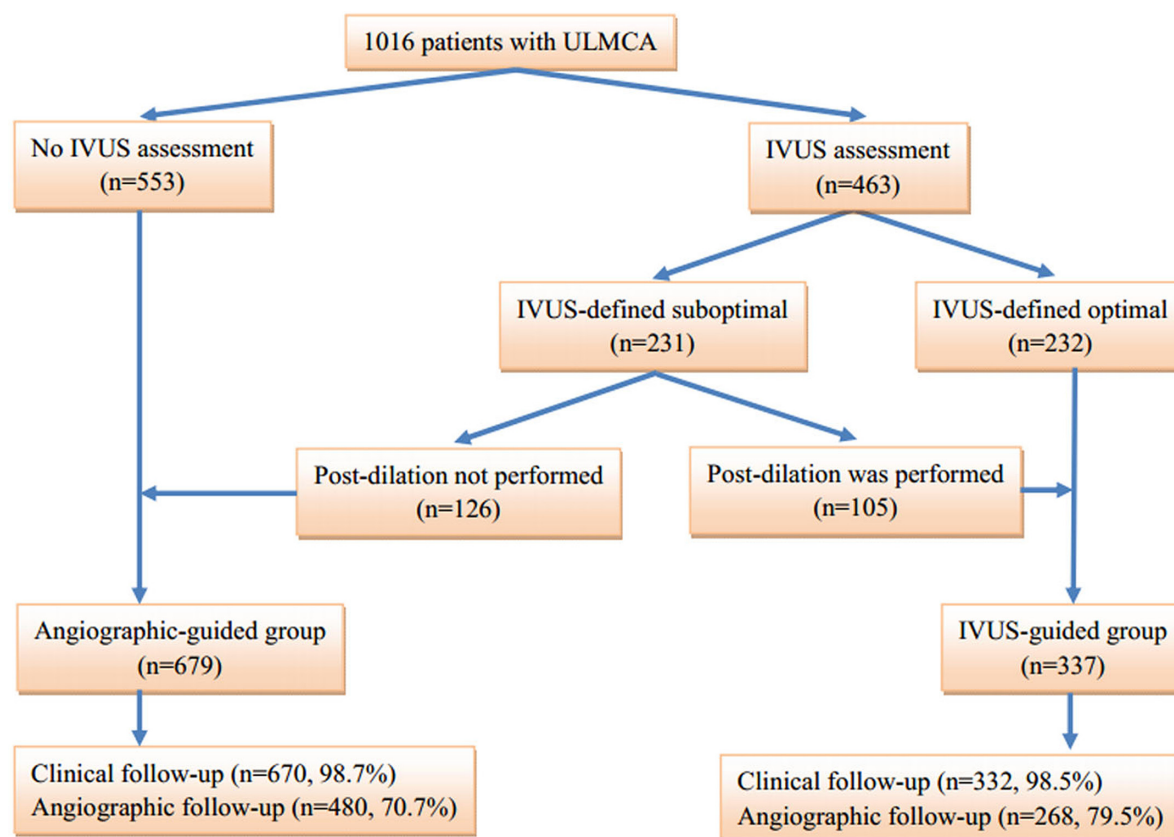 1016 patients with ULMCA
No IVUS assessment
(n=553)
IVUS assessment
(n=463)
IVUS-defined suboptimal
(n=231)
IVUS-defined optimal
(n=232)
Post-dilation not performed
(n=126)
Post-dilation was performed
(n=105)
Angiographic-guided group
(n=679)
IVUS-guided group
(n=337)
Clinical follow-up (n=670, 98.7%)
Angiographic follow-up (n=480, 70.7%)
Clinical follow-up (n=332, 98.5%)
Angiographic follow-up (n=268, 79.5%)